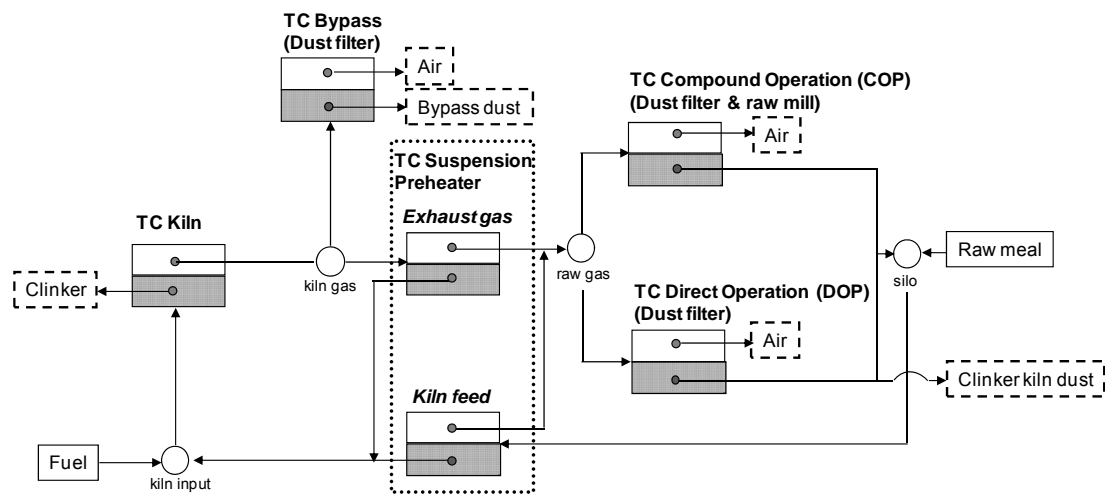 TC Bypass
(Dust filter)
Air
Bypass dust
TC Compound Operation (COP)
(Dust filter & raw mill)
Air
TC Suspension
Preheater
Exhaust gas
TC Kiln
Clinker
kiln gas
raw gas
Raw meal
silo
TC Direct Operation (DOP)
(Dust filter)
Air
Clinker kiln dust
Kiln feed
Fuel
kiln input